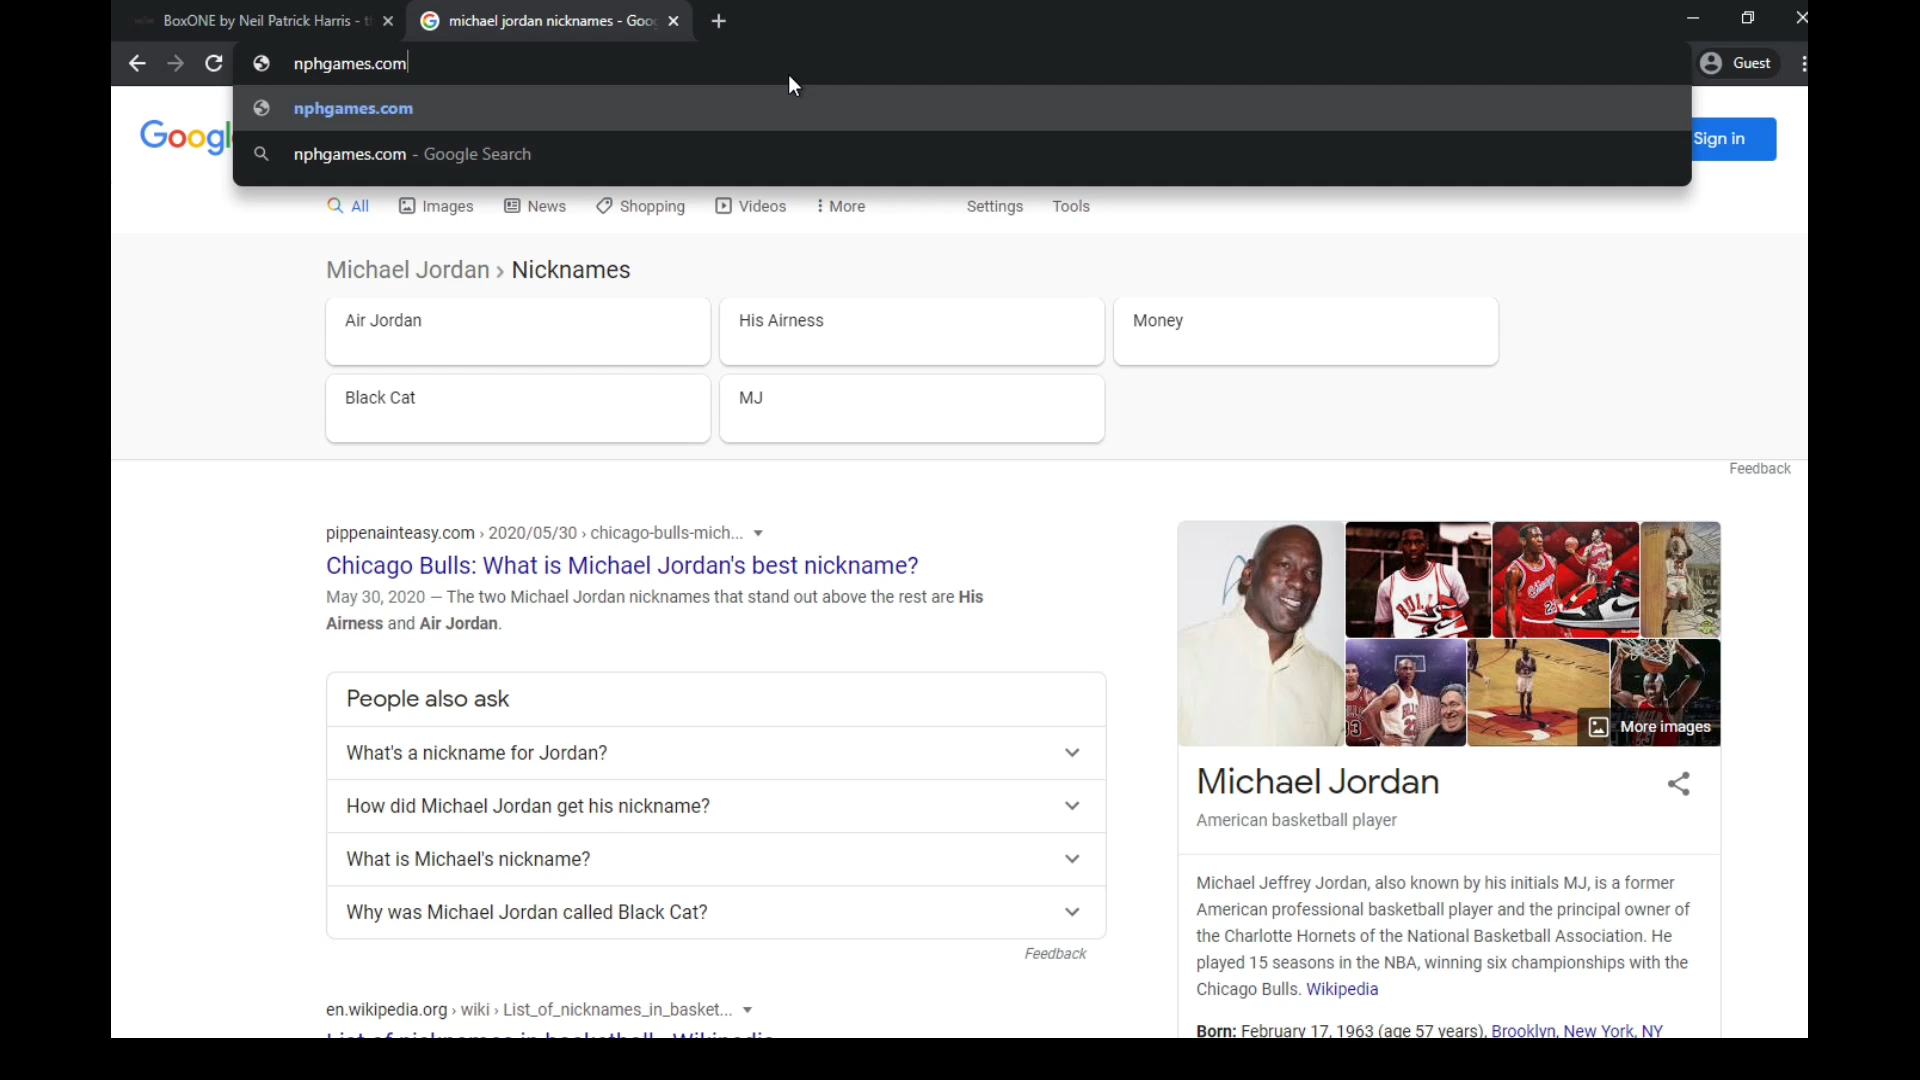 BoxONE by Neil Patrick Harris - t
michael jordan nicknames - Goo
nphgames.com
Guest
nphgames.com
nphgames.com - Google Search
Googl
Sign in
All
Images
News
Shopping
Videos
More
Settings
Tools
Michael Jordan › Nicknames
Air Jordan
His Airness
Money
Black Cat
MJ
Feedback
pippenainteasy.com › 2020/05/30 › chicago-bulls-mich...
Chicago Bulls: What is Michael Jordan's best nickname?
May 30, 2020 — The two Michael Jordan nicknames that stand out above the rest are His
Airness and Air Jordan.
People also ask
What's a nickname for Jordan?
How did Michael Jordan get his nickname?
What is Michael's nickname?
Why was Michael Jordan called Black Cat?
Feedback
en.wikipedia.org › wiki › List_of_nicknames_in_basket...
List of nicknames in basketball - Wikipedia
More images
Michael Jordan
American basketball player
Michael Jeffrey Jordan, also known by his initials MJ, is a former
American professional basketball player and the principal owner of
the Charlotte Hornets of the National Basketball Association. He
played 15 seasons in the NBA, winning six championships with the
Chicago Bulls. Wikipedia
Born: February 17, 1963 (age 57 years), Brooklyn, New York, NY